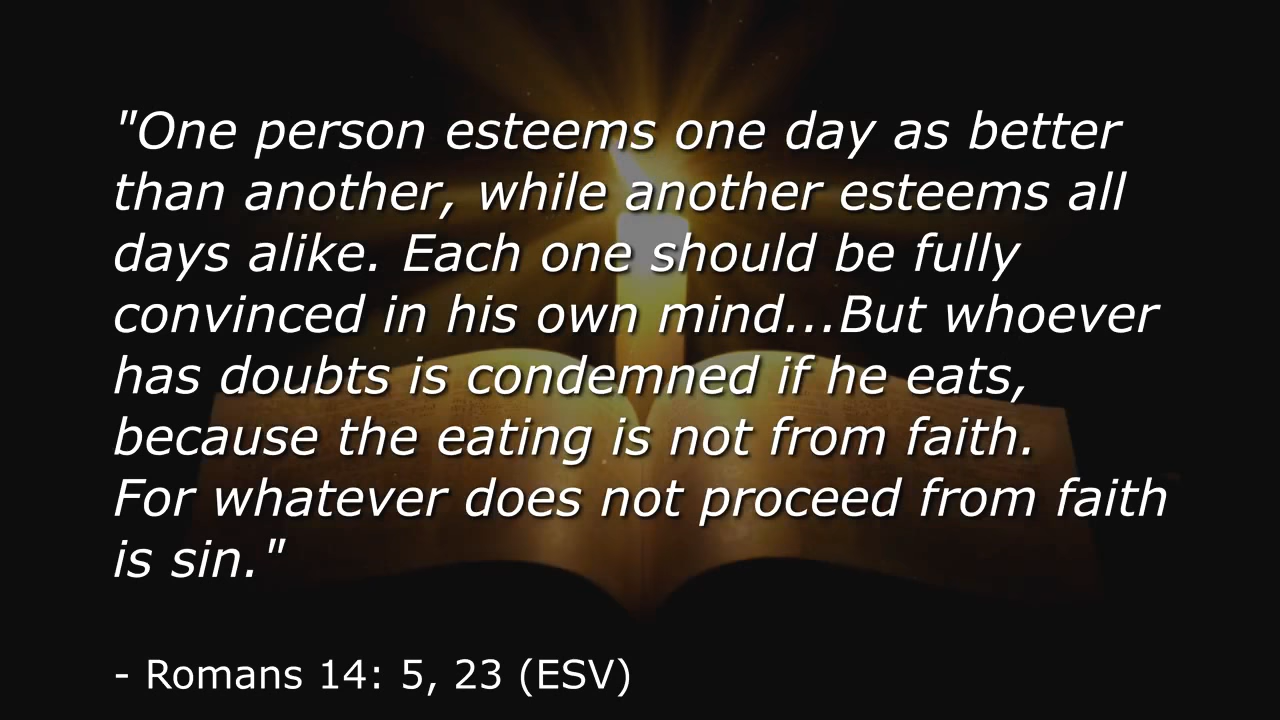 "One person esteems one day as better
than another, while another esteems all
days alike. Each one should be fully
convinced in his own mind...But whoever
has doubts is condemned if he eats,
because the eating is not from faith.
For whatever does not proceed from faith
is sin."
- Romans 14: 5, 23 (ESV)